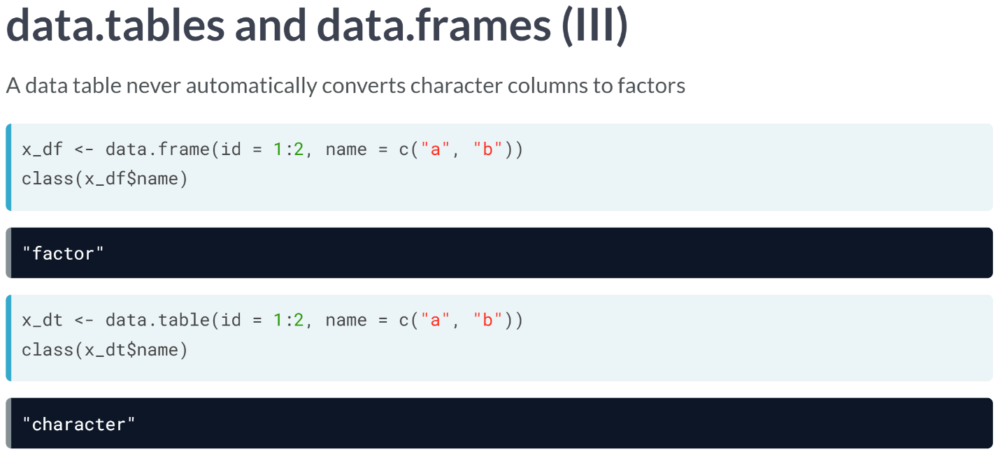 data.tables and data.frames (III)
A data table never automatically converts character columns to factors
x_df <- data.frame(id = 1:2, name = c("a", "b"))
class(x_df$name)
"factor"
x_dt <- data.table(id = 1:2, name = c("a", "b"))
class(x_dt$name)
"character"